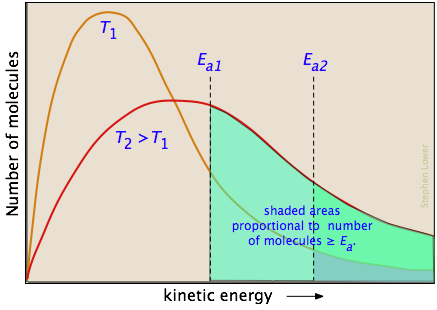 Number of molecules
T1
T2 > T1
Ea1
Ea2
shaded areas
proportional to number
of molecules ≥ Ea.
Stephen Lower
kinetic energy